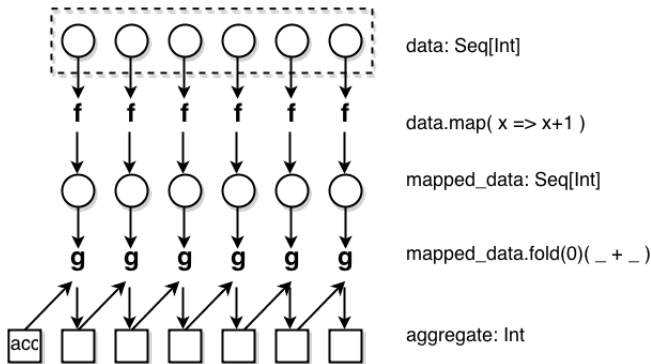 data: Seq[Int]
f f f f f f
data.map( x => x+1 )
mapped_data: Seq[Int]
g g g g g g
mapped_data.fold(0)( _ + _ )
acc
aggregate: Int